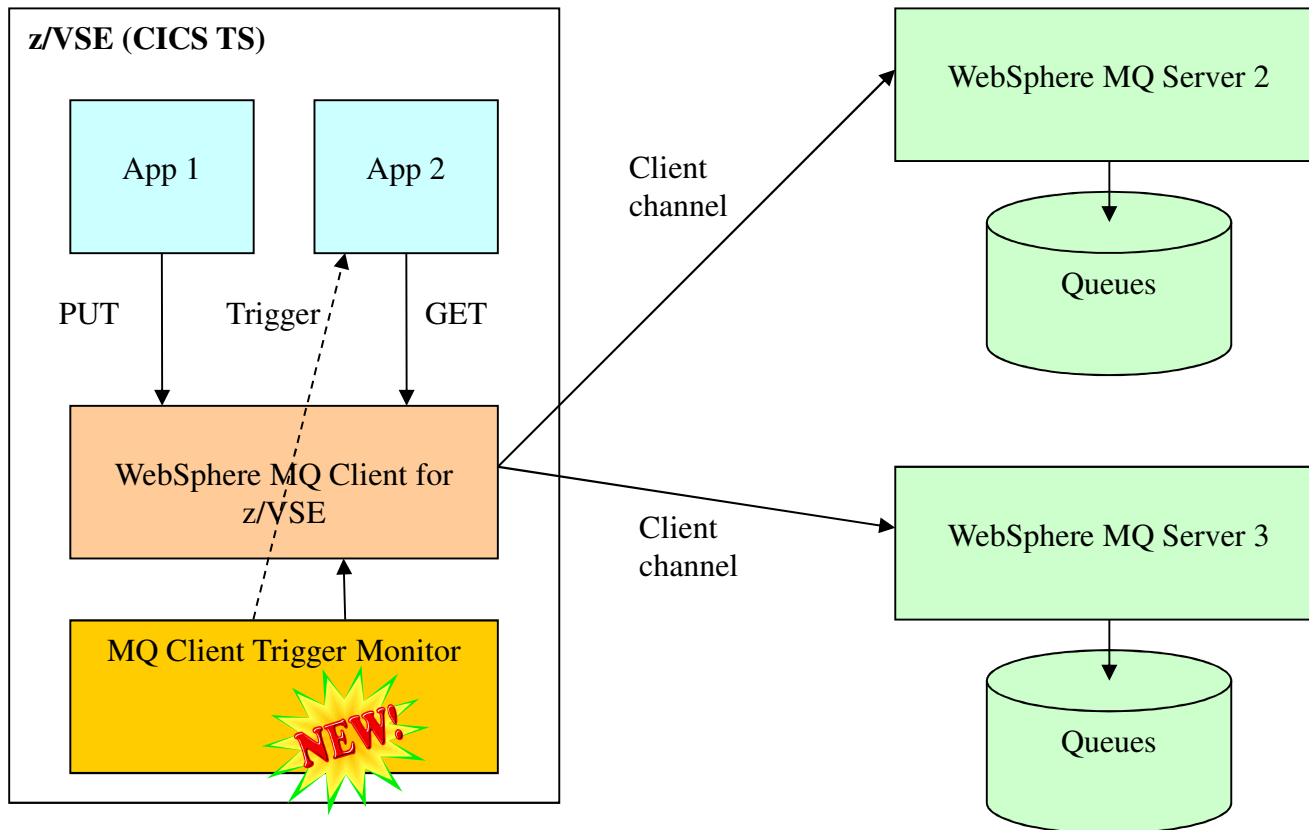 z/VSE (CICS TS)
App 1
App 2
PUT
Trigger
GET
WebSphere MQ Client for
z/VSE
MQ Client Trigger Monitor
NEW!
Client
channel
Client
channel
WebSphere MQ Server 2
Queues
WebSphere MQ Server 3
Queues